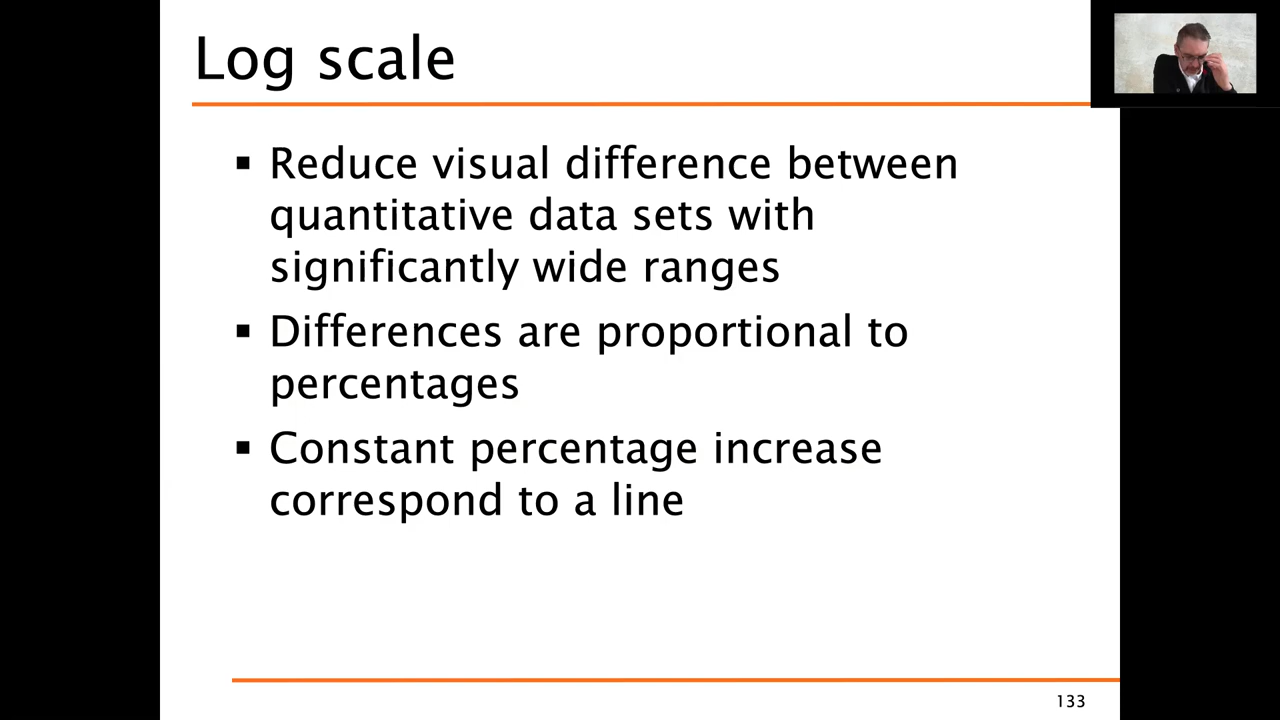 Log scale
▪ Reduce visual difference between
quantitative data sets with
significantly wide ranges
▪ Differences are proportional to
percentages
▪ Constant percentage increase
correspond to a line
133